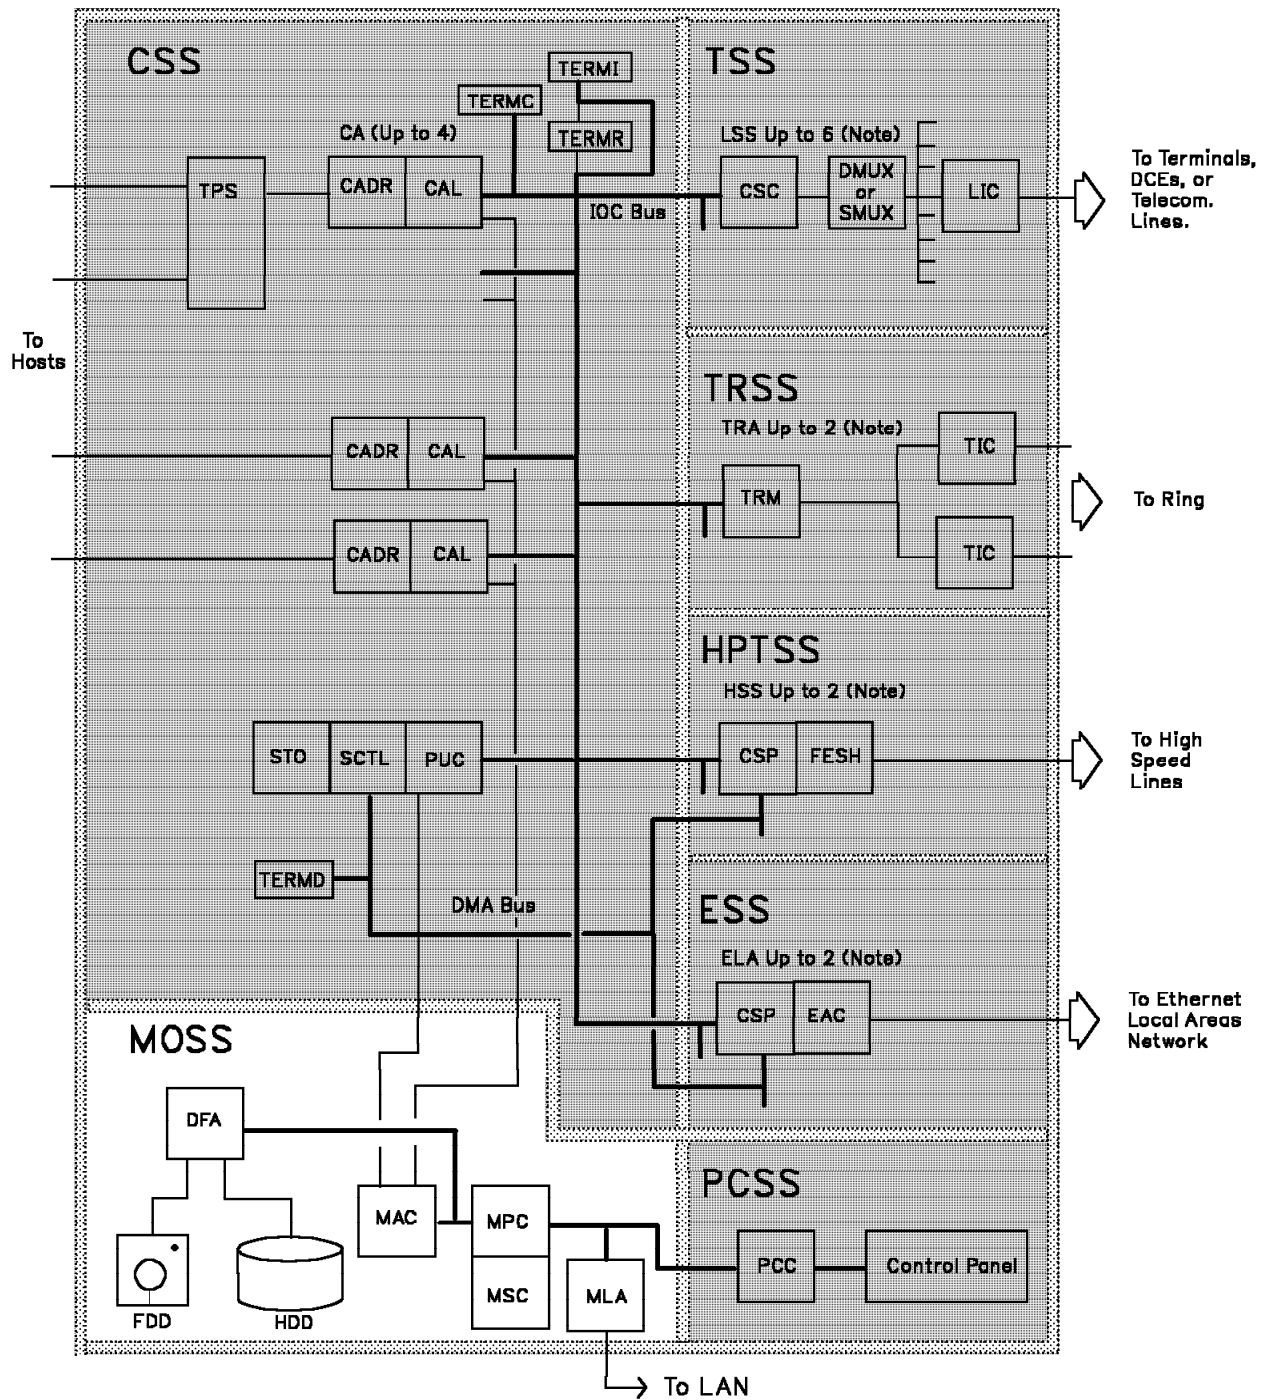 CSS
TSS
TERMI
TERMC
TERMR
CA (Up to 4)
LSS Up to 6 (Note)
TPS
CADR
CAL
IOC Bus
CSC
DMUX
or
SMUX
LIC
To Terminals,
DCEs, or
Telecom.
Lines.
To
Hosts
TRSS
TRA Up to 2 (Note)
CADR
CAL
TIC
TRM
To Ring
CADR
CAL
TIC
HPTSS
HSS Up to 2 (Note)
STO
SCTL
PUC
CSP
FESH
To High
Speed
Lines
TERMD
DMA Bus
ESS
ELA Up to 2 (Note)
CSP
EAC
To Ethernet
Local Areas
Network
MOSS
DFA
PCSS
MAC
MPC
MSC
MLA
PCC
Control Panel
FDD
HDD
To LAN